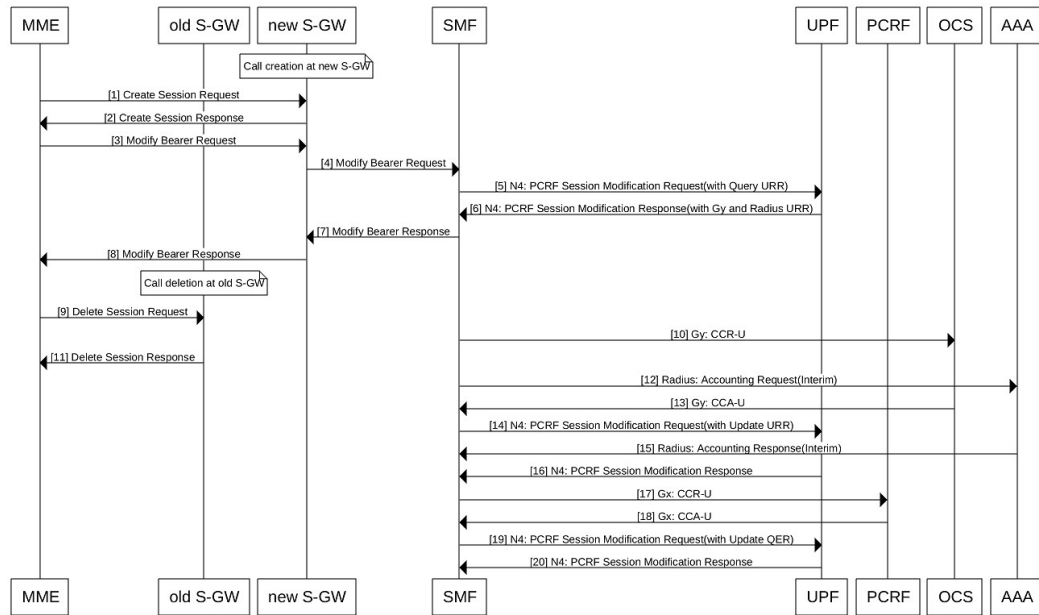 MME old S-GW new S-GW SMF UPF PCRF OCS AAA
Call creation at new S-GW
[1] Create Session Request
[2] Create Session Response
[3] Modify Bearer Request
[4] Modify Bearer Request
[5] N4: PCRF Session Modification Request(with Query URR)
[6] N4: PCRF Session Modification Response(with Gy and Radius URR)
[7] Modify Bearer Response
[8] Modify Bearer Response
Call deletion at old S-GW
[9] Delete Session Request
[10] Gy: CCR-U
[11] Delete Session Response
[12] Radius: Accounting Request(Interim)
[13] Gy: CCA-U
[14] N4: PCRF Session Modification Request(with Update URR)
[15] Radius: Accounting Response(Interim)
[16] N4: PCRF Session Modification Response
[17] Gx: CCR-U
[18] Gx: CCA-U
[19] N4: PCRF Session Modification Request(with Update QER)
[20] N4: PCRF Session Modification Response
MME old S-GW new S-GW SMF UPF PCRF OCS AAA